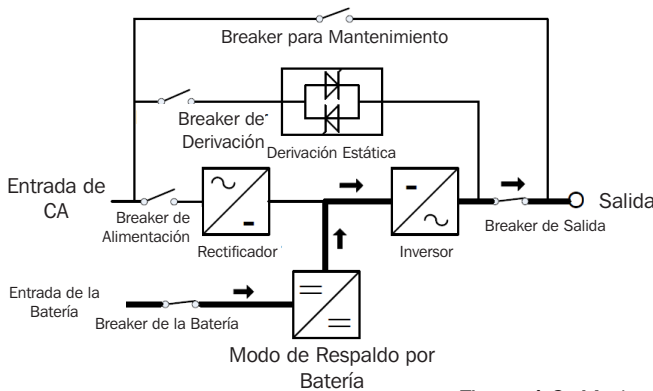 Breaker para Mantenimiento
Breaker de
Derivación
Derivación Estática
Entrada de
CA
Breaker de
Alimentación
Rectificador
Inversor
Breaker de Salida
Salida
Entrada de la
Batería
Breaker de la Batería
Modo de Respaldo por
Batería